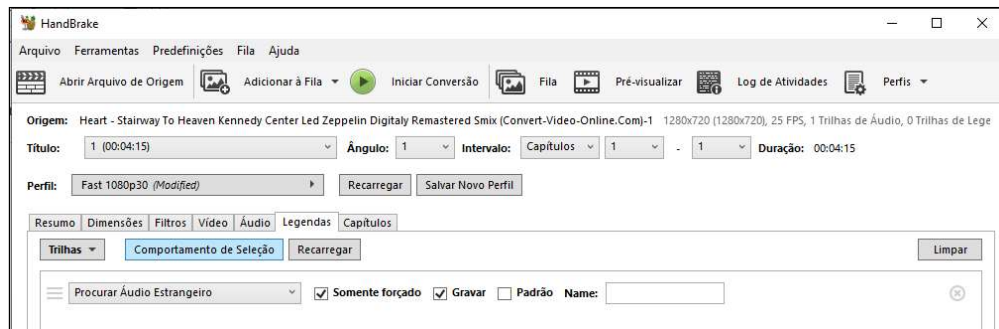 HandBrake
Arquivo Ferramentas Predefinições Fila Ajuda
Abrir Arquivo de Origem Adicionar à Fila Iniciar Conversão Fila Pré-visualizar Log de Atividades Perfis
Origem: Heart - Stairway To Heaven Kennedy Center Led Zeppelin Digitaly Remastered Smix (Convert-Video-Online.Com)-1 1280x720 (1280x720), 25 FPS, 1 Trilhas de Áudio, 0 Trilhas de Lege
Título: 1 (00:04:15) Ângulo: 1 Intervalo: Capítulos 1 - 1 Duração: 00:04:15
Perfil: Fast 1080p30 (Modified) Recarregar Salvar Novo Perfil
Resumo Dimensões Filtros Vídeo Áudio Legendas Capítulos
Trilhas Comportamento de Seleção Recarregar Limpar
Procurar Áudio Estrangeiro Somente forçado Gravar Padrão Name: